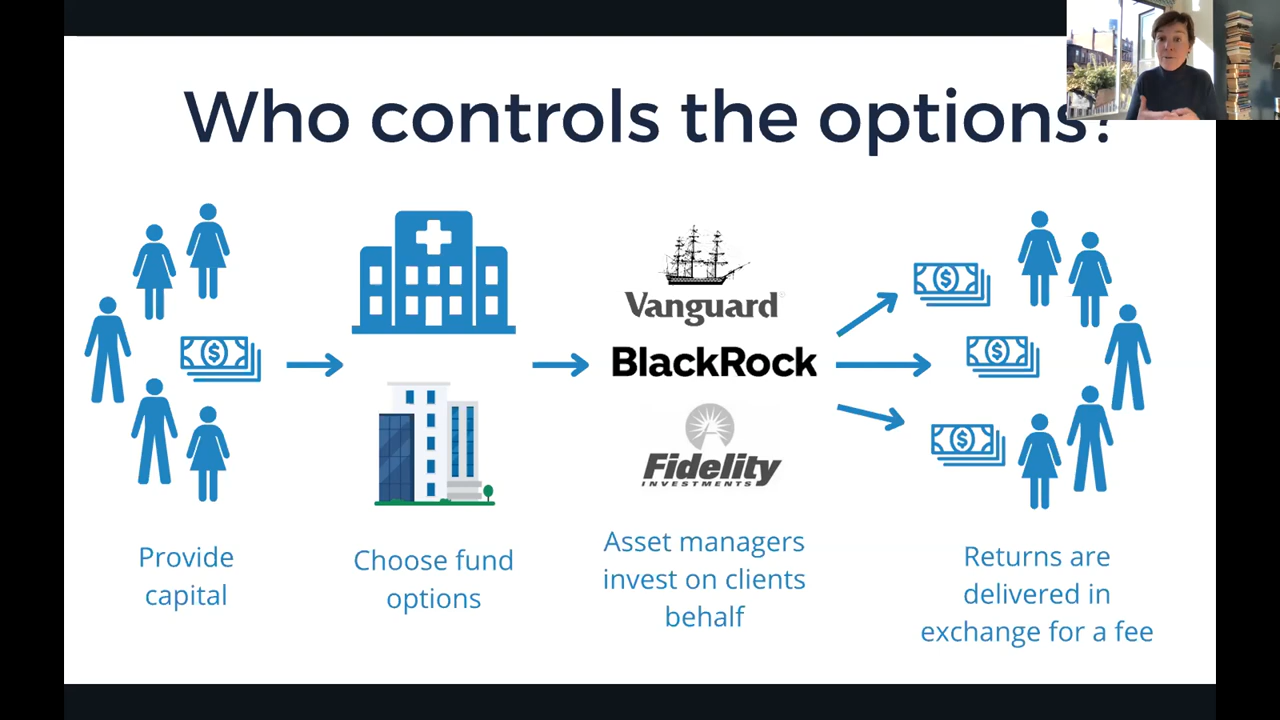 Who controls the options?
Vanguard
BlackRock
Fidelity
INVESTMENTS
Provide
capital
Choose fund
options
Asset managers
invest on clients
behalf
Returns are
delivered in
exchange for a fee